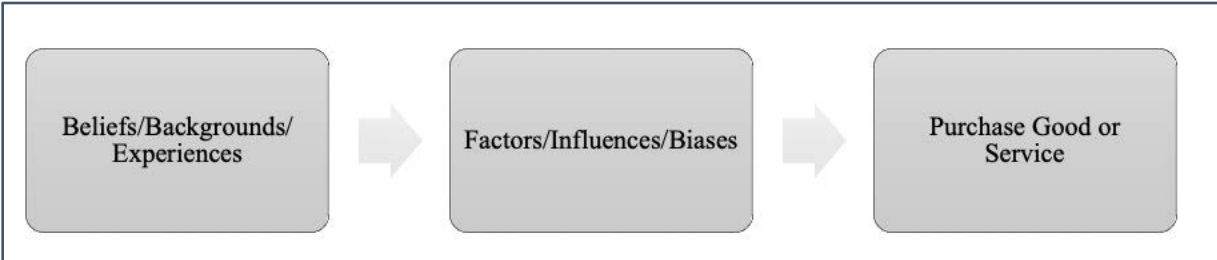 Beliefs/Backgrounds/
Experiences
Factors/Influences/Biases
Purchase Good or
Service